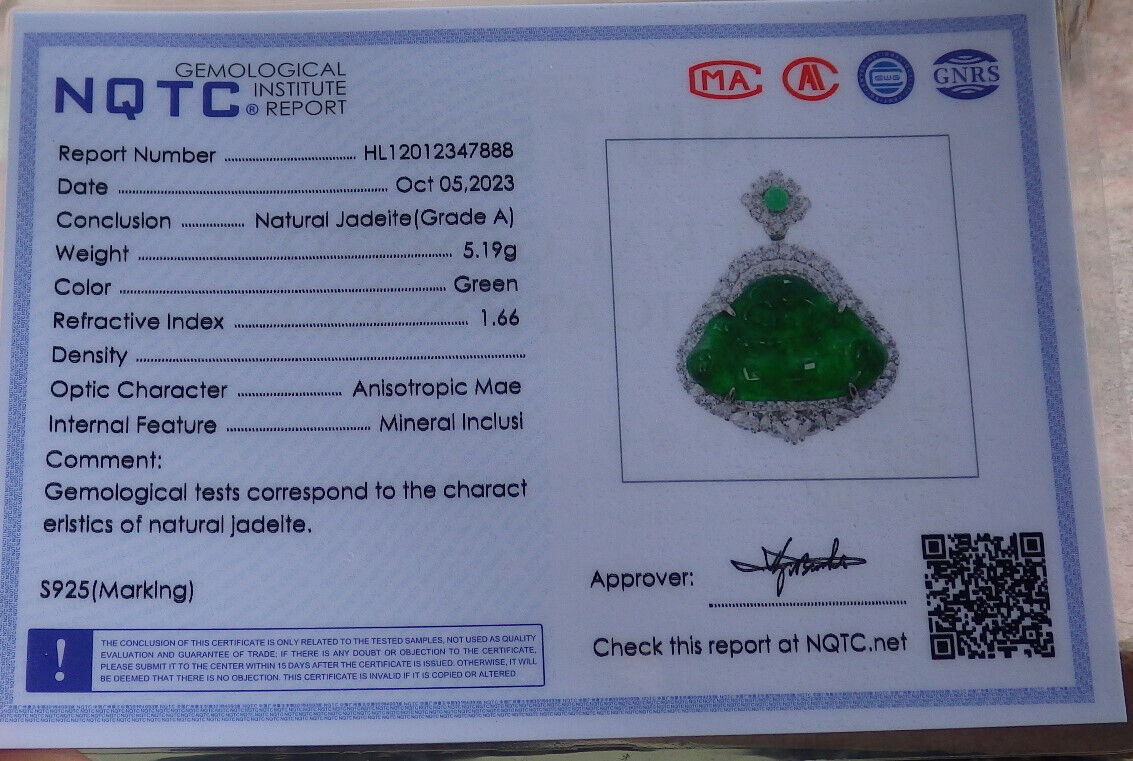 NQTC® GEMOLOGICAL
INSTITUTE
REPORT
MA
GNRS
Report Number HL12012347888
Date Oct 05,2023
Conclusion Natural Jadeite(Grade A)
Weight 5.19g
Color Green
Refractive Index 1.66
Density
Optic Character Anisotropic Mae
Internal Feature Mineral Inclusi
Comment:
Gemological tests correspond to the charact
eristics of natural jadeite.
S925(Marking)
Approver:
Check this report at NQTC.net
! THE CONCLUSION OF THIS CERTIFICATE IS ONLY RELATED TO THE TESTED SAMPLES, NOT USED AS QUALITY
EVALUATION AND GUARANTEE OF TRADE; IF THERE IS ANY DOUBT OR OBJECTION TO THE CERTIFICATE,
PLEASE SUBMIT IT TO THE CENTER WITHIN 15 DAYS AFTER THE CERTIFICATE IS ISSUED. OTHERWISE, IT WILL
BE DEEMED THAT THERE IS NO OBJECTION. THIS CERTIFICATE IS INVALID IF IT IS COPIED OR ALTERED